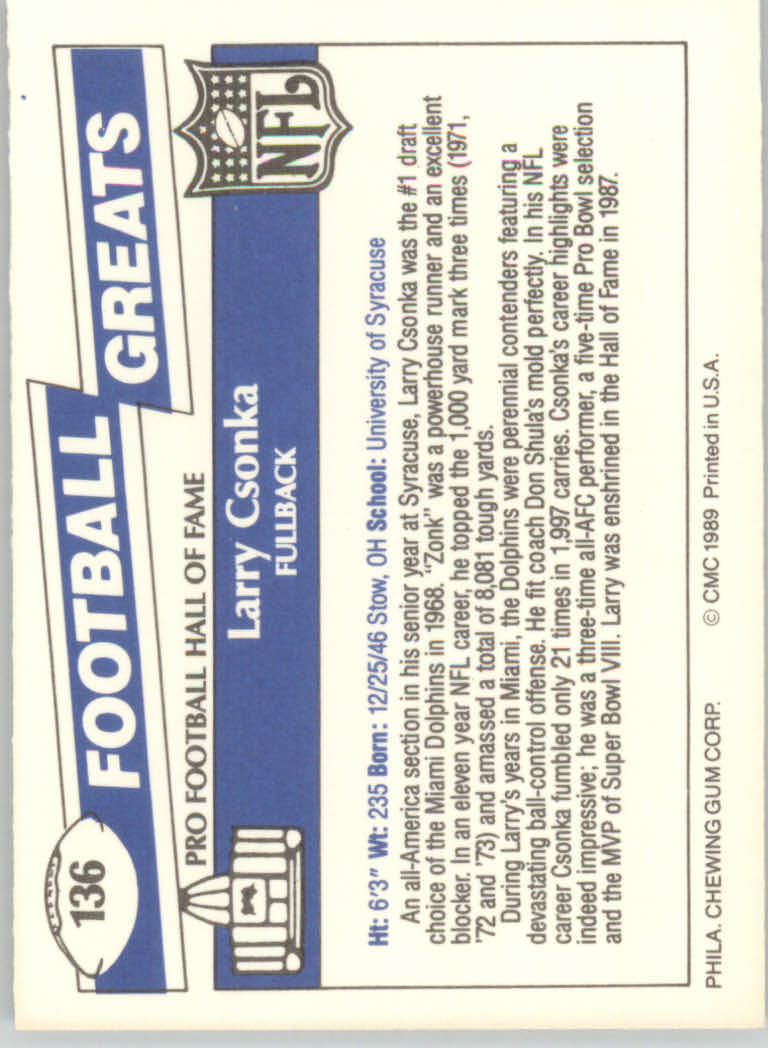 136
FOOTBALL
GREATS
PRO FOOTBALL HALL OF FAME
Larry Csonka
FULLBACK
NFL
Ht: 6'3" Wt: 235 Born: 12/25/46 Stow, OH School: University of Syracuse
An all-America section in his senior year at Syracuse, Larry Csonka was the #1 draft
choice of the Miami Dolphins in 1968. "Zonk" was a powerhouse runner and an excellent
blocker. In an eleven year NFL career, he topped the 1,000 yard mark three times (1971,
'72 and '73) and amassed a total of 8,081 tough yards.
During Larry's years in Miami, the Dolphins were perennial contenders featuring a
devastating ball-control offense. He fit coach Don Shula's mold perfectly. In his NFL
career Csonka fumbled only 21 times in 1,997 carries. Csonka's career highlights were
indeed impressive; he was a three-time all-AFC performer, a five-time Pro Bowl selection
and the MVP of Super Bowl VIII. Larry was enshrined in the Hall of Fame in 1987.
PHILA. CHEWING GUM CORP. © CMC 1989 Printed in U.S.A.